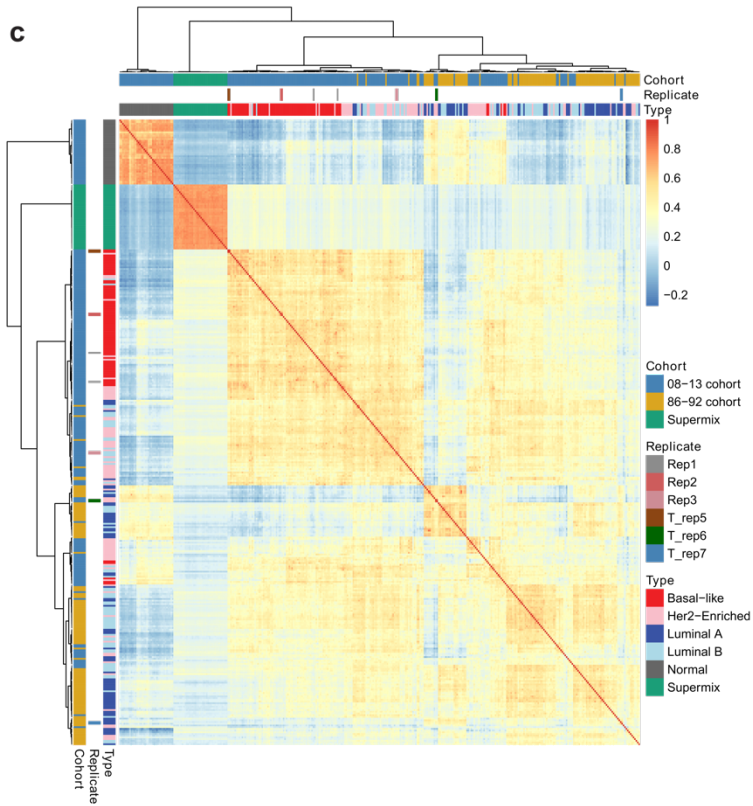 c
Cohort
Replicate
Type
1
0.8
0.6
0.4
0.2
0
−0.2
Cohort
08−13 cohort
86−92 cohort
Supermix
Replicate
Rep1
Rep2
Rep3
T_rep5
T_rep6
T_rep7
Type
Basal−like
Her2−Enriched
Luminal A
Luminal B
Normal
Supermix
Cohort
Replicate
Type